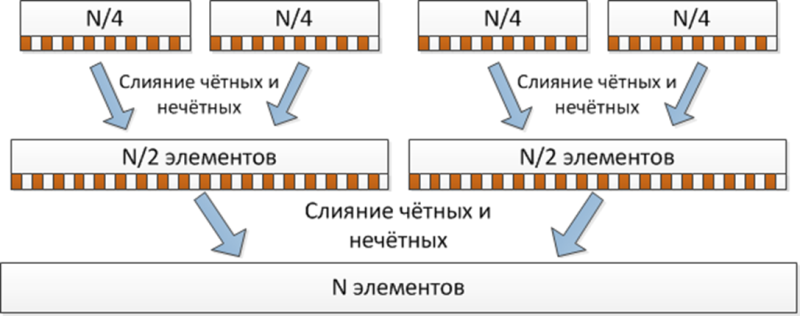 N/4
N/4
N/4
N/4
Слияние чётных и
нечётных
Слияние чётных и
нечётных
N/2 элементов
N/2 элементов
Слияние чётных и
нечётных
N элементов